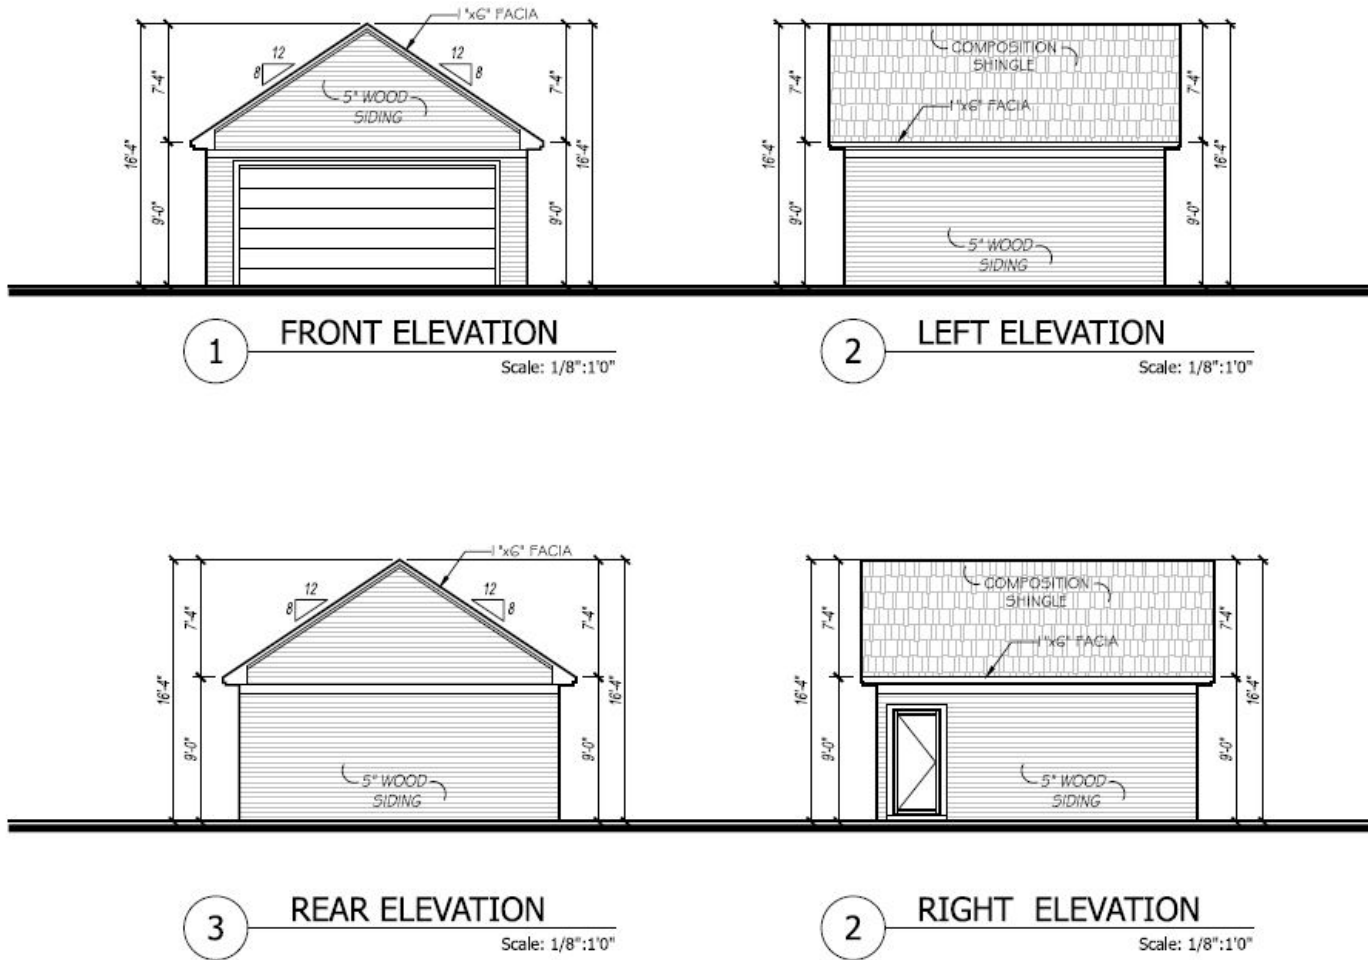 1"x6" FACIA
12
8
12
8
5" WOOD
SIDING
7'-4"
16'-4"
9'-0"
7'-4"
16'-4"
9'-0"
1 FRONT ELEVATION
Scale: 1/8":1'0"
COMPOSITION
SHINGLE
1"x6" FACIA
7'-4"
16'-4"
9'-0"
7'-4"
16'-4"
9'-0"
5" WOOD
SIDING
2 LEFT ELEVATION
Scale: 1/8":1'0"
1"x6" FACIA
12
8
12
8
7'-4"
16'-4"
9'-0"
7'-4"
16'-4"
9'-0"
5" WOOD
SIDING
3 REAR ELEVATION
Scale: 1/8":1'0"
COMPOSITION
SHINGLE
1"x6" FACIA
7'-4"
16'-4"
9'-0"
7'-4"
16'-4"
9'-0"
5" WOOD
SIDING
2 RIGHT ELEVATION
Scale: 1/8":1'0"